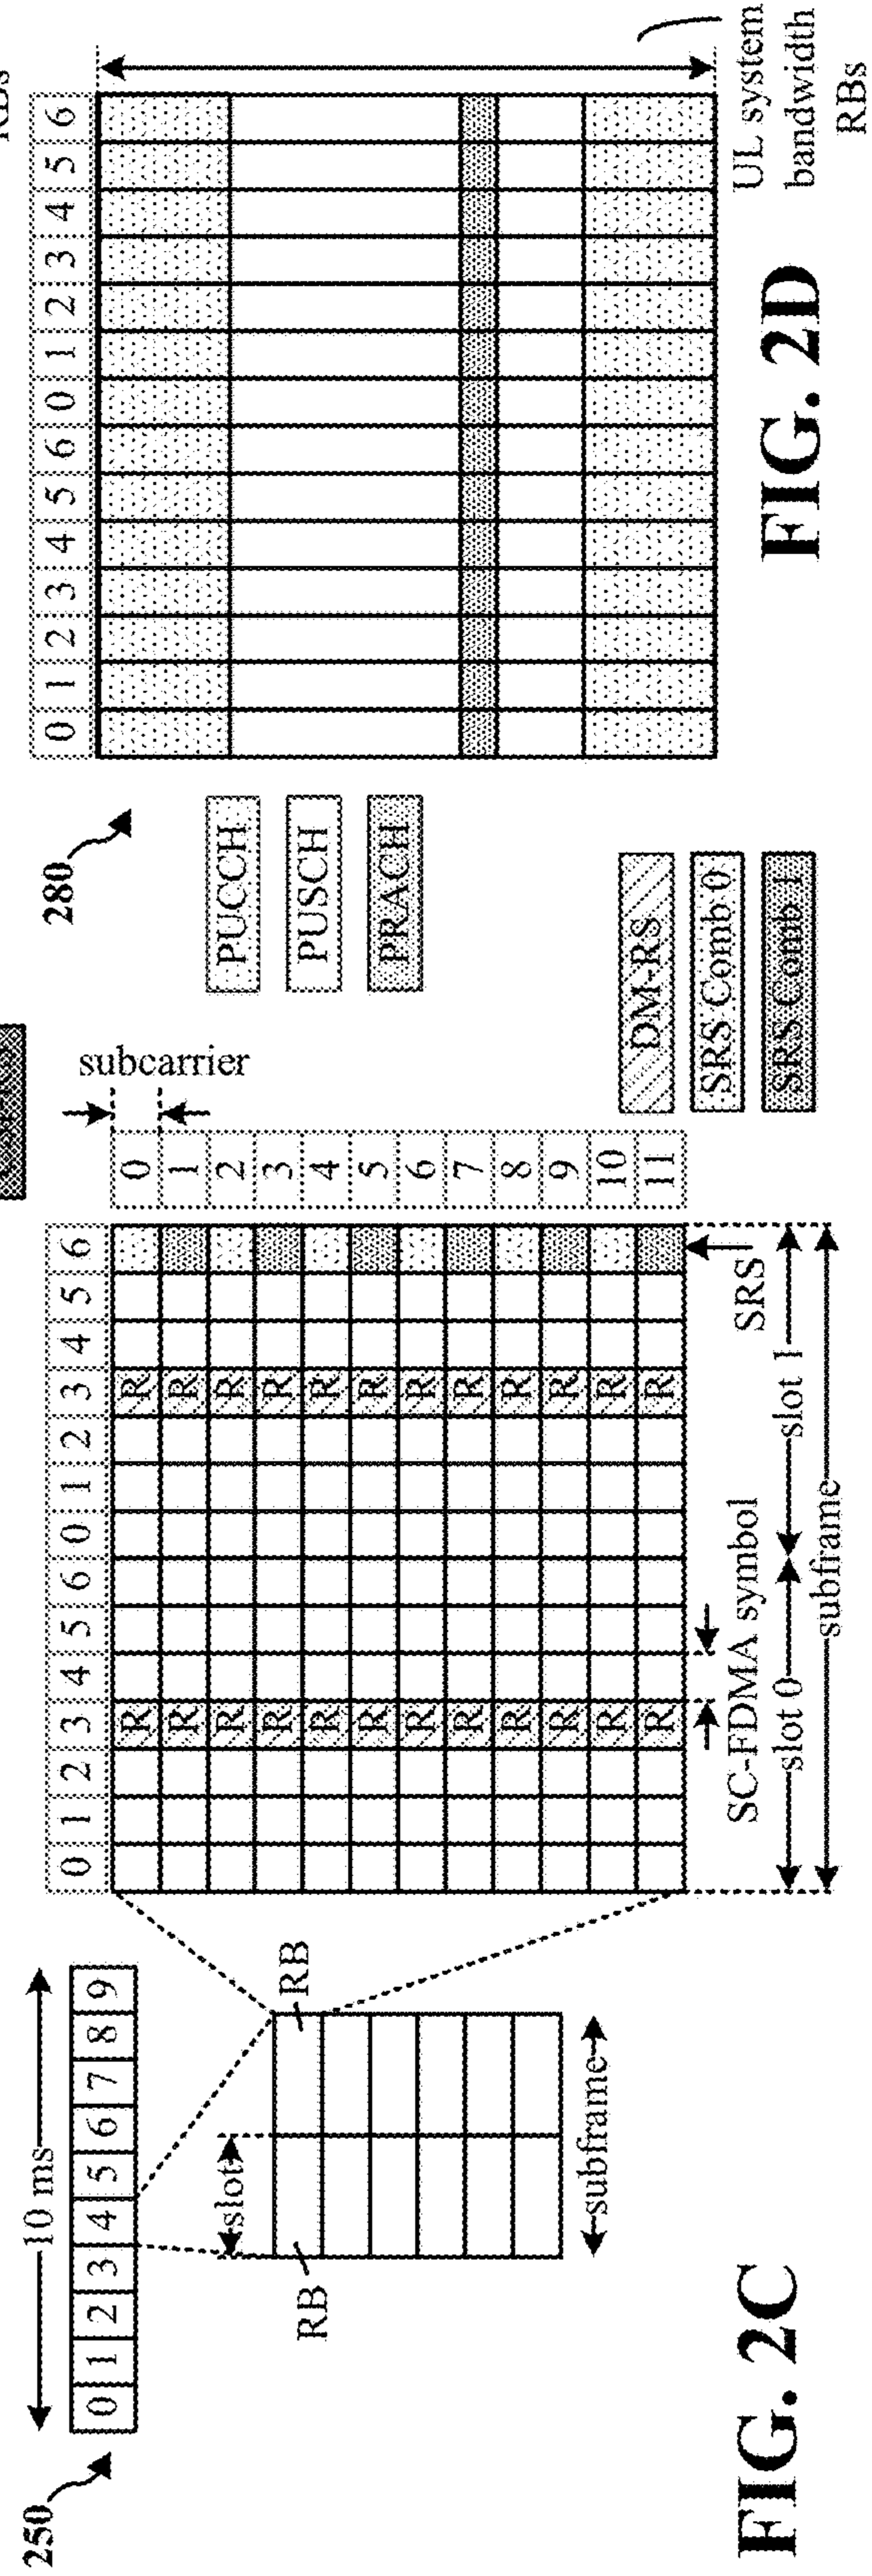 250
10 ms
0 1 2 3 4 5 6 7 8 9
slot
RB
RB
subframe
FIG. 2C
0 1 2 3 4 5 6 0 1 2 3 4 5 6
subcarrier
R R 0
R R 1
R R 2
R R 3
R R 4
R R 5
R R 6
R R 7
R R 8
R R 9
R R 10
R R 11
SC-FDMA symbol
SRS
slot 0
slot 1
subframe
DM-RS
SRS Comb 0
SRS Comb 1
280
PUCCH
PUSCH
PRACH
0 1 2 3 4 5 6 0 1 2 3 4 5 6
UL system
bandwidth
RBs
FIG. 2D